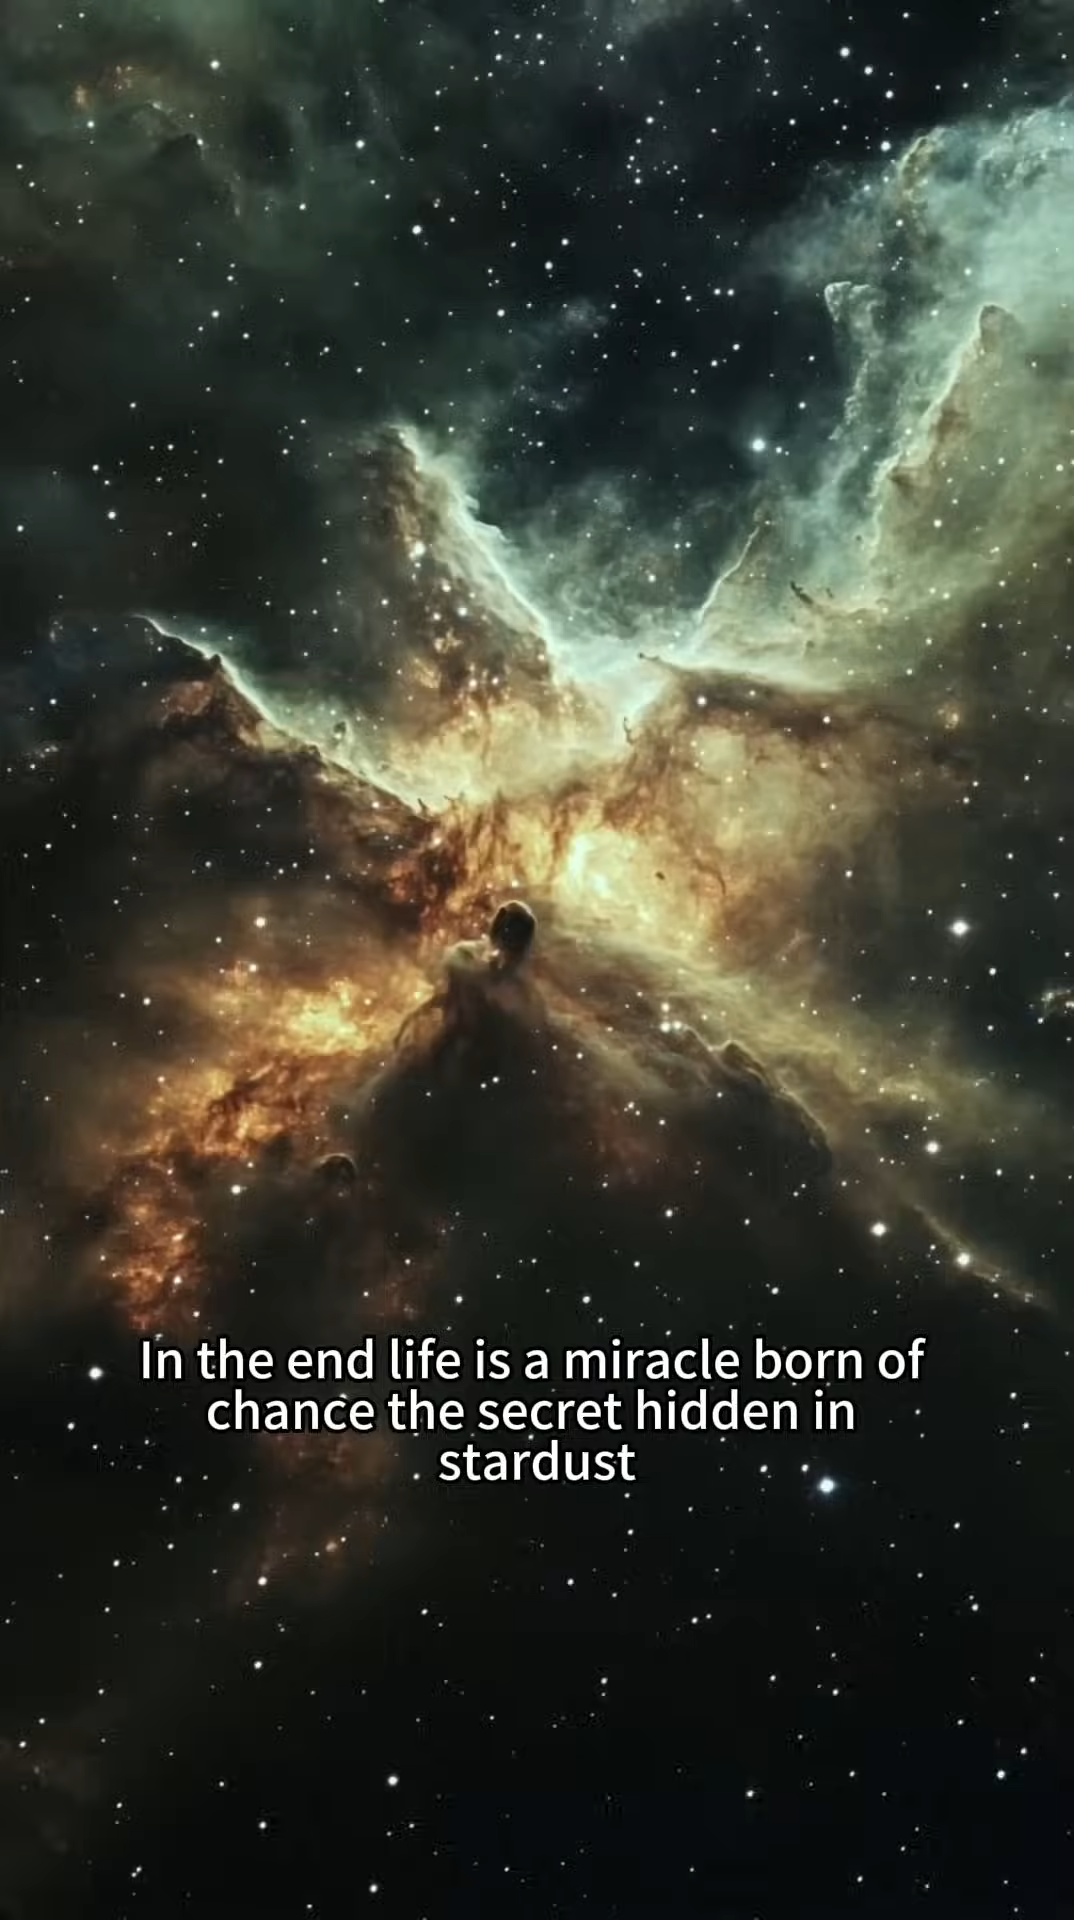 In the end life is a miracle born of
chance the secret hidden in
stardust